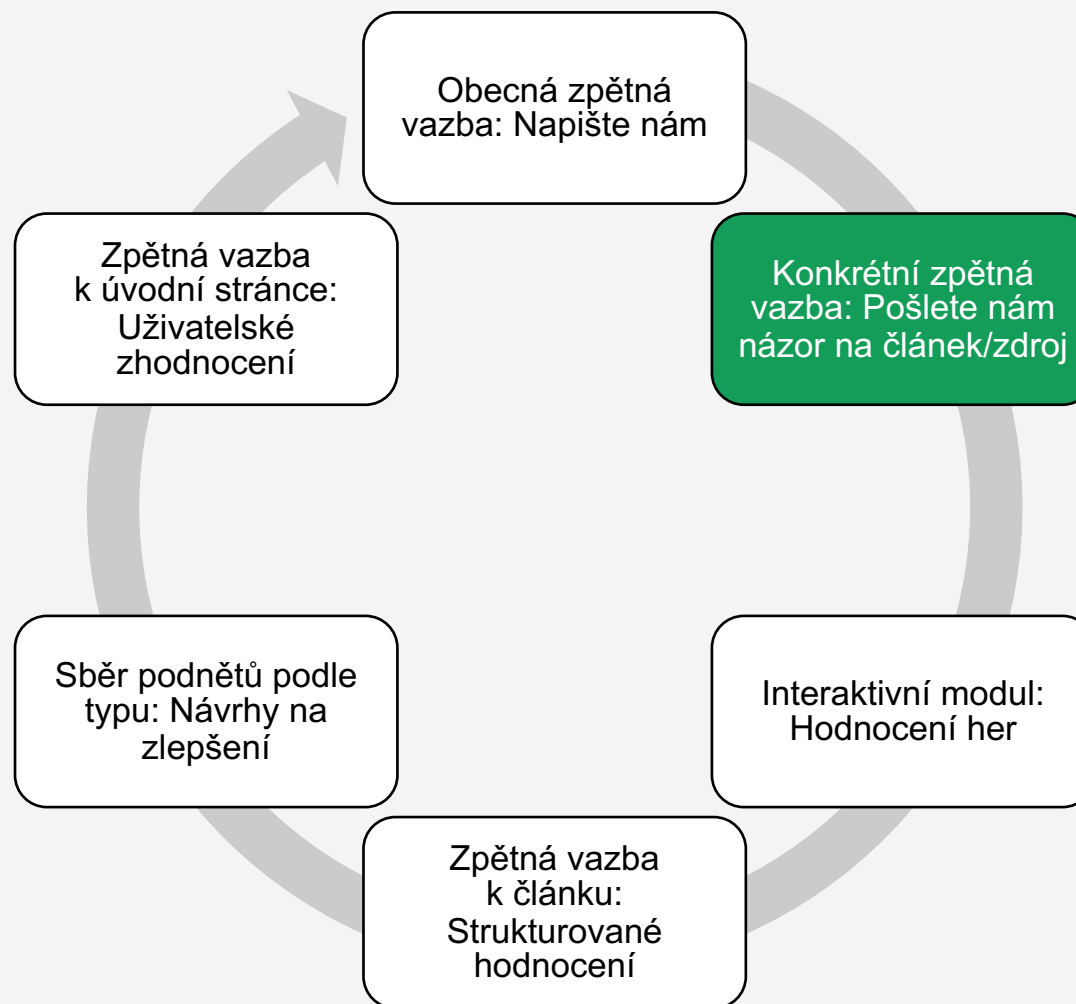 Obecná zpětná
vazba: Napište nám
Konkrétní zpětná
vazba: Pošlete nám
názor na článek/zdroj
Interaktivní modul:
Hodnocení her
Zpětná vazba
k článku:
Strukturované
hodnocení
Sběr podnětů podle
typu: Návrhy na
zlepšení
Zpětná vazba
k úvodní stránce:
Uživatelské
zhodnocení